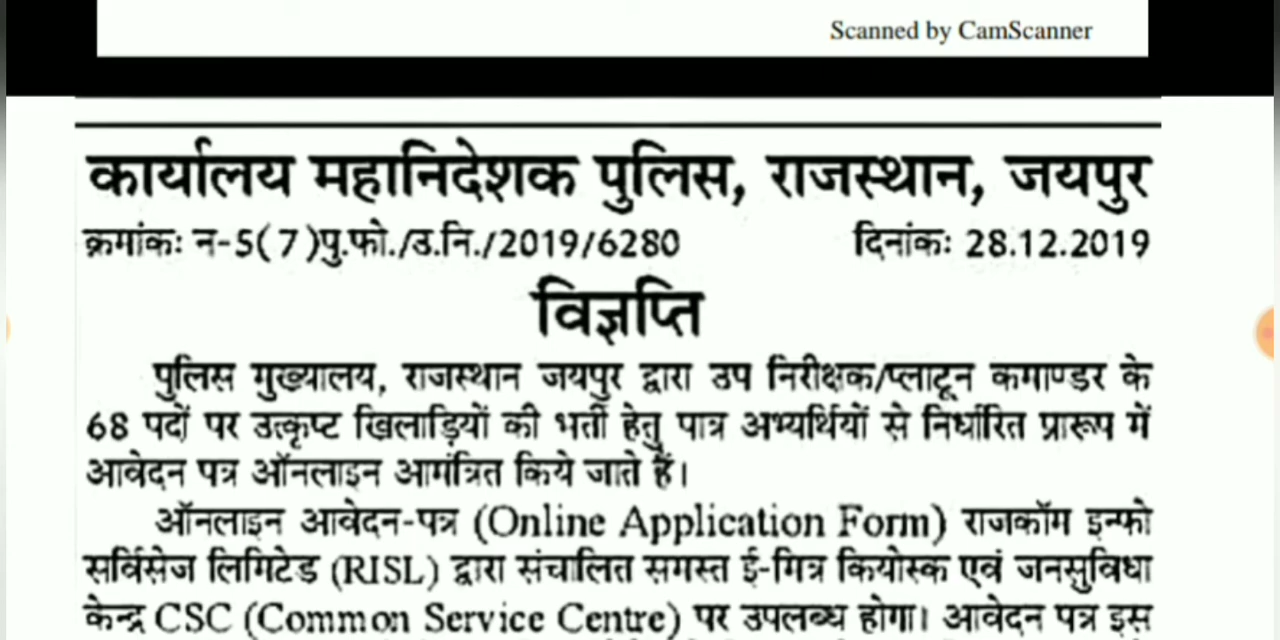 Scanned by CamScanner
कार्यालय महानिदेशक पुलिस, राजस्थान, जयपुर
क्रमांकः न-5(7)पु.फो./उ.नि./2019/6280 दिनांकः 28.12.2019
विज्ञप्ति
पुलिस मुख्यालय, राजस्थान जयपुर द्वारा उप निरीक्षक/प्लाटून कमाण्डर के
68 पदों पर उत्कृष्ट खिलाड़ियों की भर्ती हेतु पात्र अभ्यर्थियों से निर्धारित प्रारूप में
आवेदन पत्र ऑनलाइन आमंत्रित किये जाते हैं।
ऑनलाइन आवेदन-पत्र (Online Application Form) राजकॉम इन्फो
सर्विसेज लिमिटेड (RISL) द्वारा संचालित समस्त ई-मित्र कियोस्क एवं जनसुविधा
केन्द्र CSC (Common Service Centre) पर उपलब्ध होगा। आवेदन पत्र इस